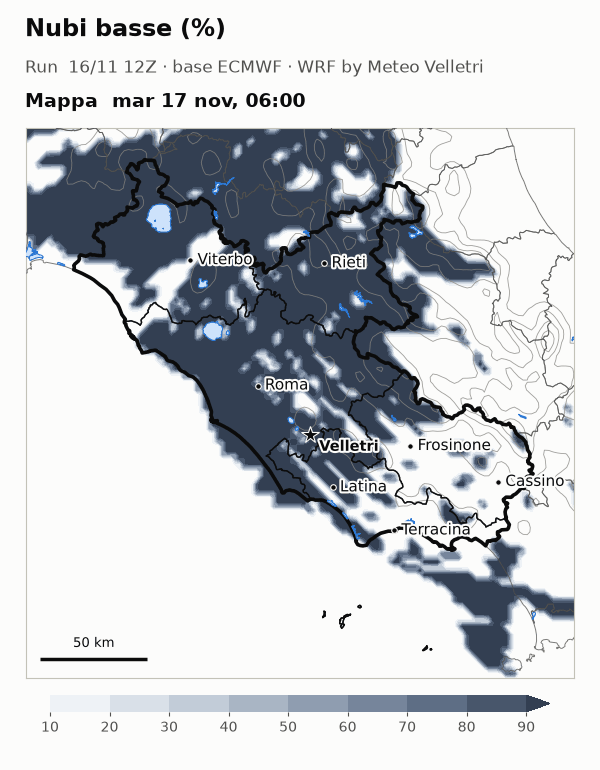 Nubi basse (%)
Run 16/11 12Z · base ECMWF · WRF by Meteo Velletri
Mappa mar 17 nov, 06:00
Viterbo
Rieti
Roma
Velletri
Frosinone
Latina
Cassino
Terracina
50 km
10 20 30 40 50 60 70 80 90